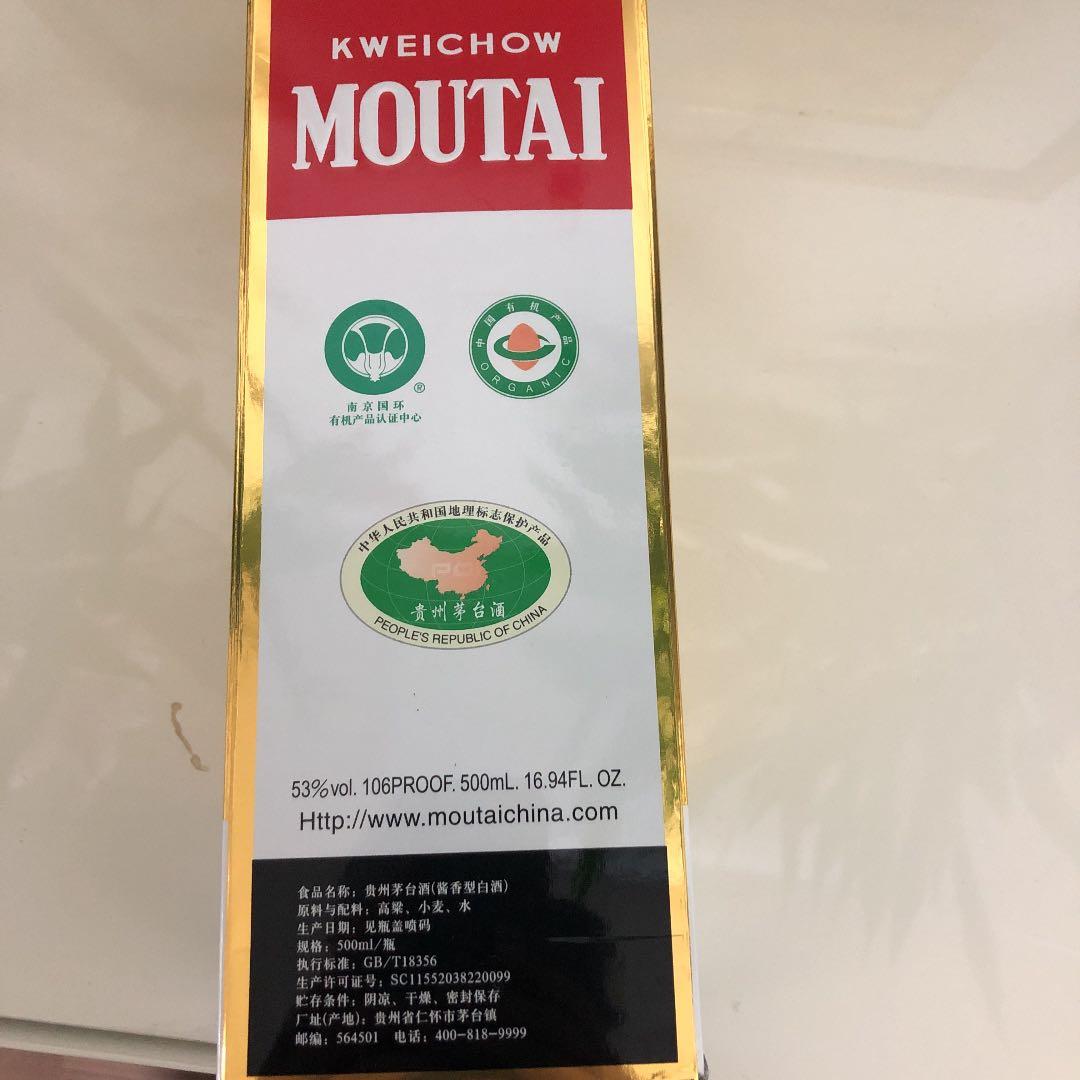 KWEICHOW
MOUTAI
中国有机产品
ORGANIC
®
南京国环
有机产品认证中心
中华人民共和国地理标志保护产品
贵州茅台酒
PEOPLE'S REPUBLIC OF CHINA
53%vol. 106PROOF. 500mL. 16.94FL. OZ.
Http://www.moutaichina.com
食品名称：贵州茅台酒(酱香型白酒)
原料与配料：高粱、小麦、水
生产日期：见瓶盖喷码
规格：500ml/瓶
执行标准：GB/T18356
生产许可证号：SC11552038220099
贮存条件：阴凉、干燥、密封保存
厂址(产地)：贵州省仁怀市茅台镇
邮编：564501 电话：400-818-9999